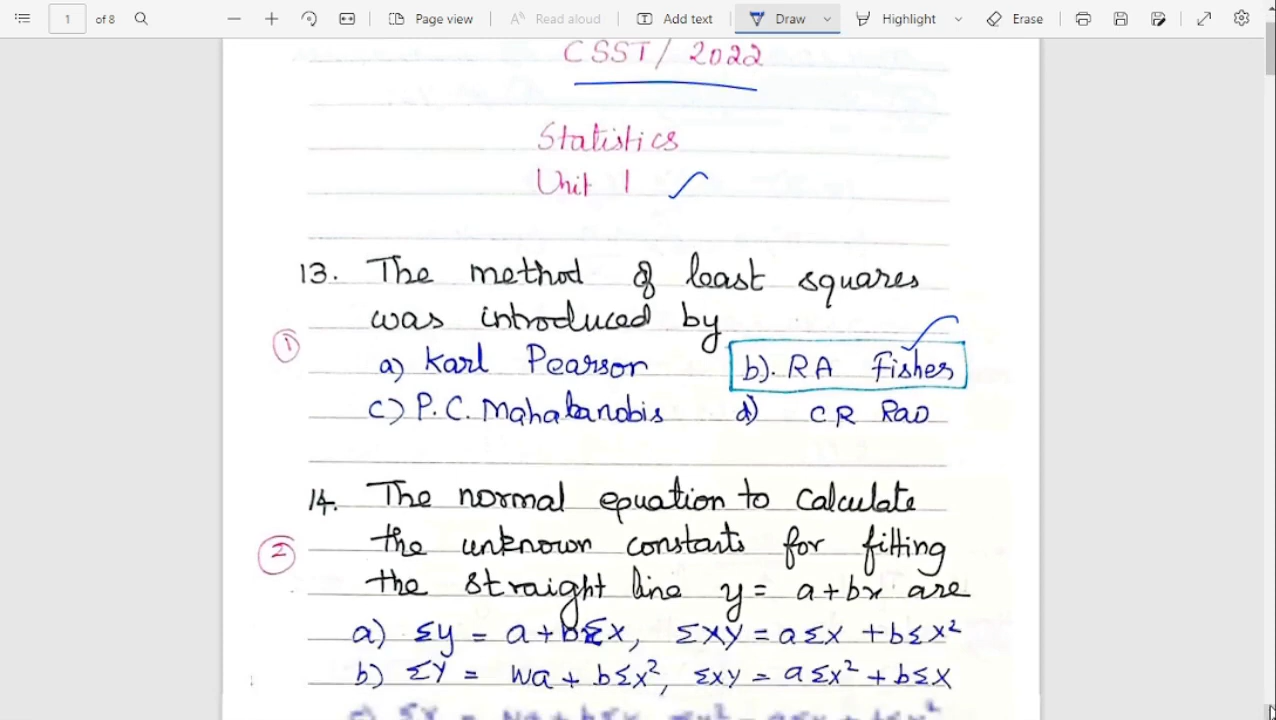 1 of 8 Page view Read aloud Add text Draw Highlight Erase
CSST/ 2022
Statistics
Unit 1
13. The method of least squares
was introduced by
1
a) Karl Pearson b). RA Fisher
c) P.C. Mahalanobis d) CR Rao
14. The normal equation to calculate
2
the unknown constants for fitting
the straight line y = a+bx are
a) Σy = a+bΣx, Σxy = aΣx +bΣx²
b) ΣY = Na + bΣx², Σxy = aΣx² + bΣx